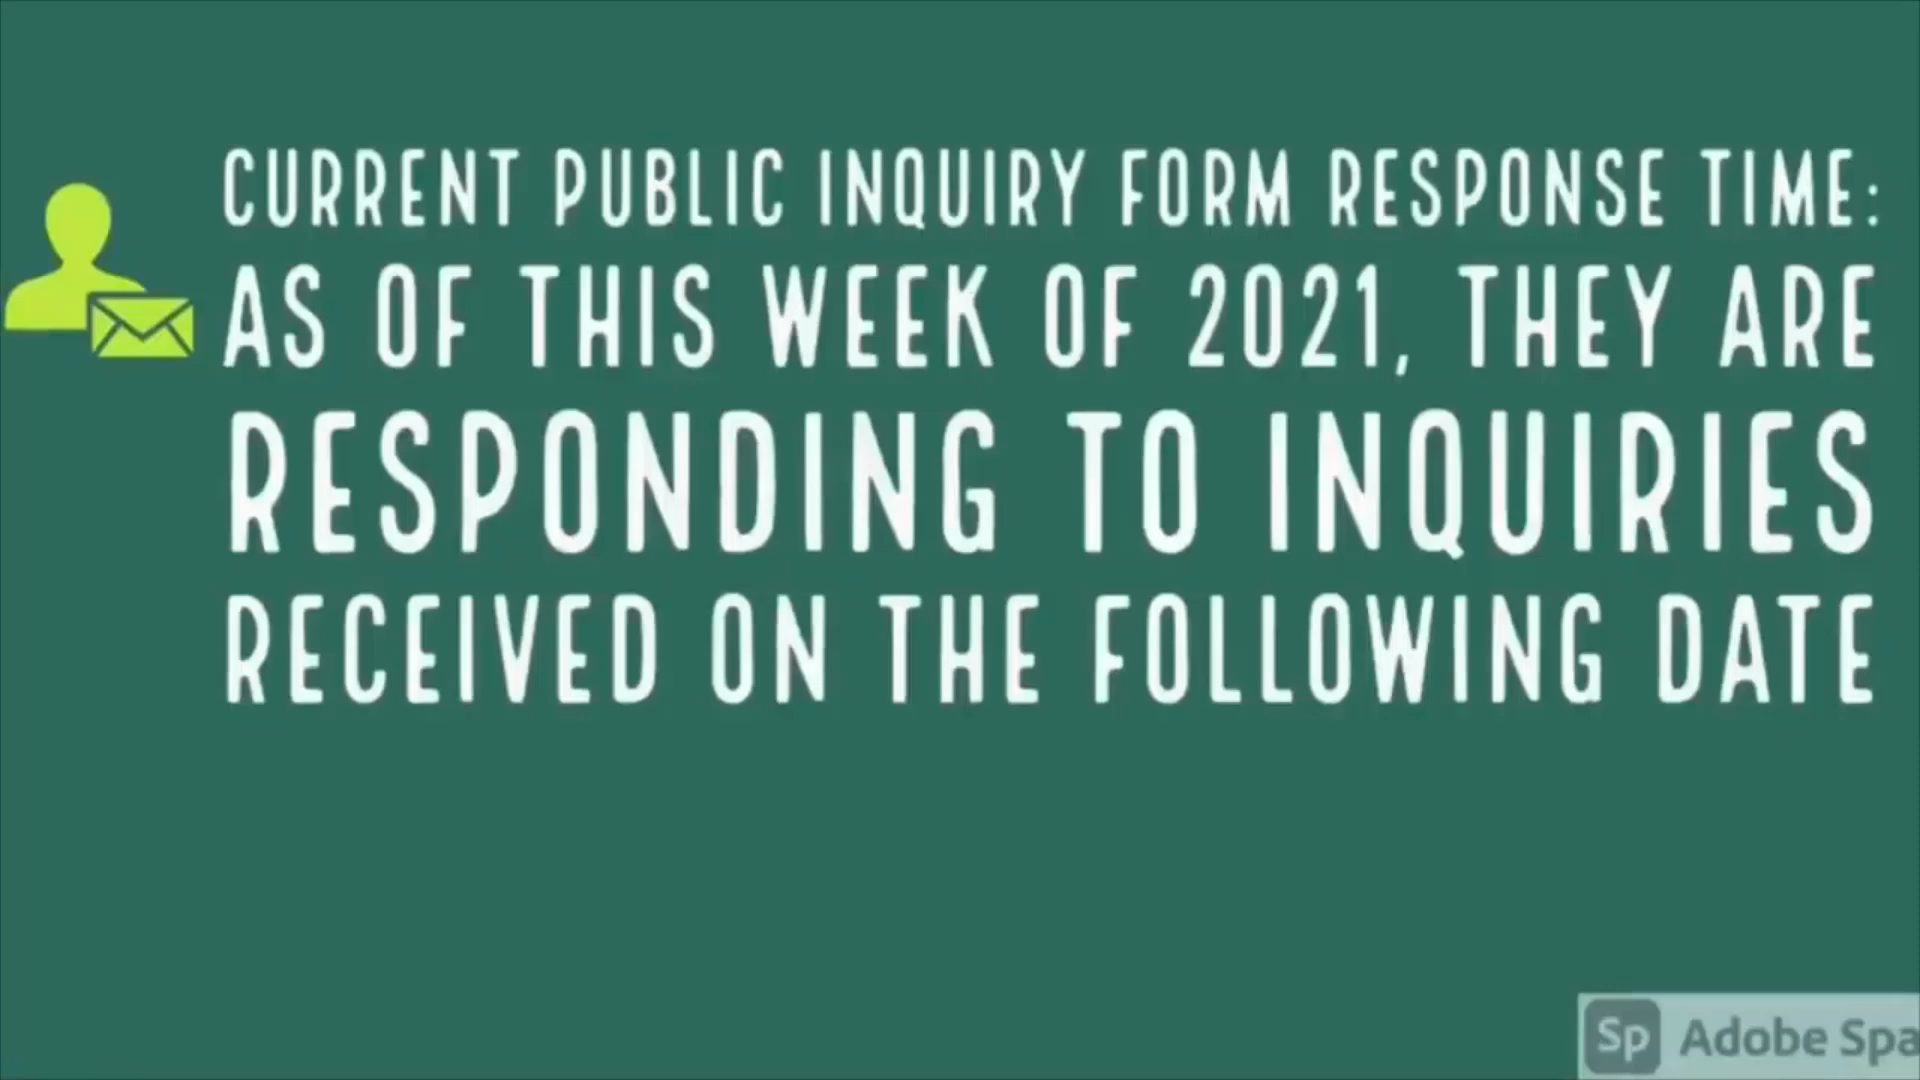 CURRENT PUBLIC INQUIRY FORM RESPONSE TIME:
AS OF THIS WEEK OF 2021, THEY ARE
RESPONDING TO INQUIRIES
RECEIVED ON THE FOLLOWING DATE
Sp Adobe Spa